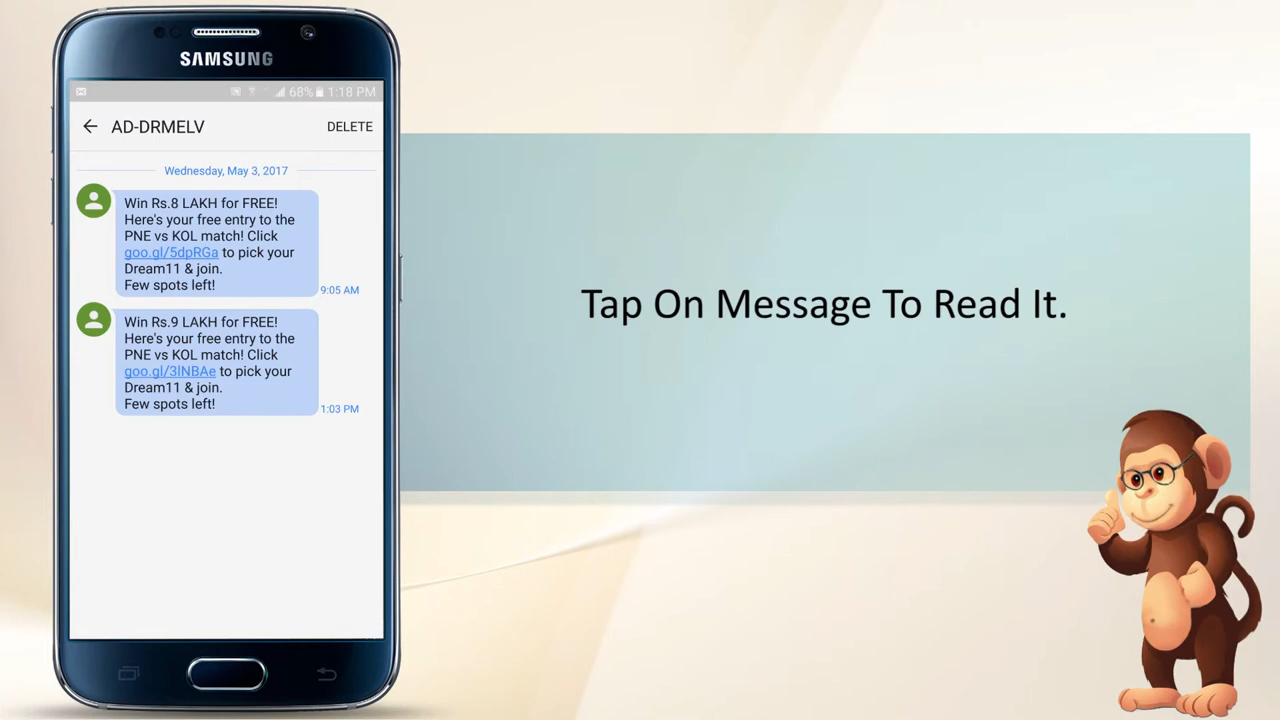 SAMSUNG
68% 1:18 PM
AD-DRMELV
DELETE
Wednesday, May 3, 2017
Win Rs.8 LAKH for FREE!
Here's your free entry to the
PNE vs KOL match! Click
goo.gl/5dpRGa to pick your
Dream11 & join.
Few spots left!
9:05 AM
Win Rs.9 LAKH for FREE!
Here's your free entry to the
PNE vs KOL match! Click
goo.gl/3lNBAe to pick your
Dream11 & join.
Few spots left!
1:03 PM
Tap On Message To Read It.